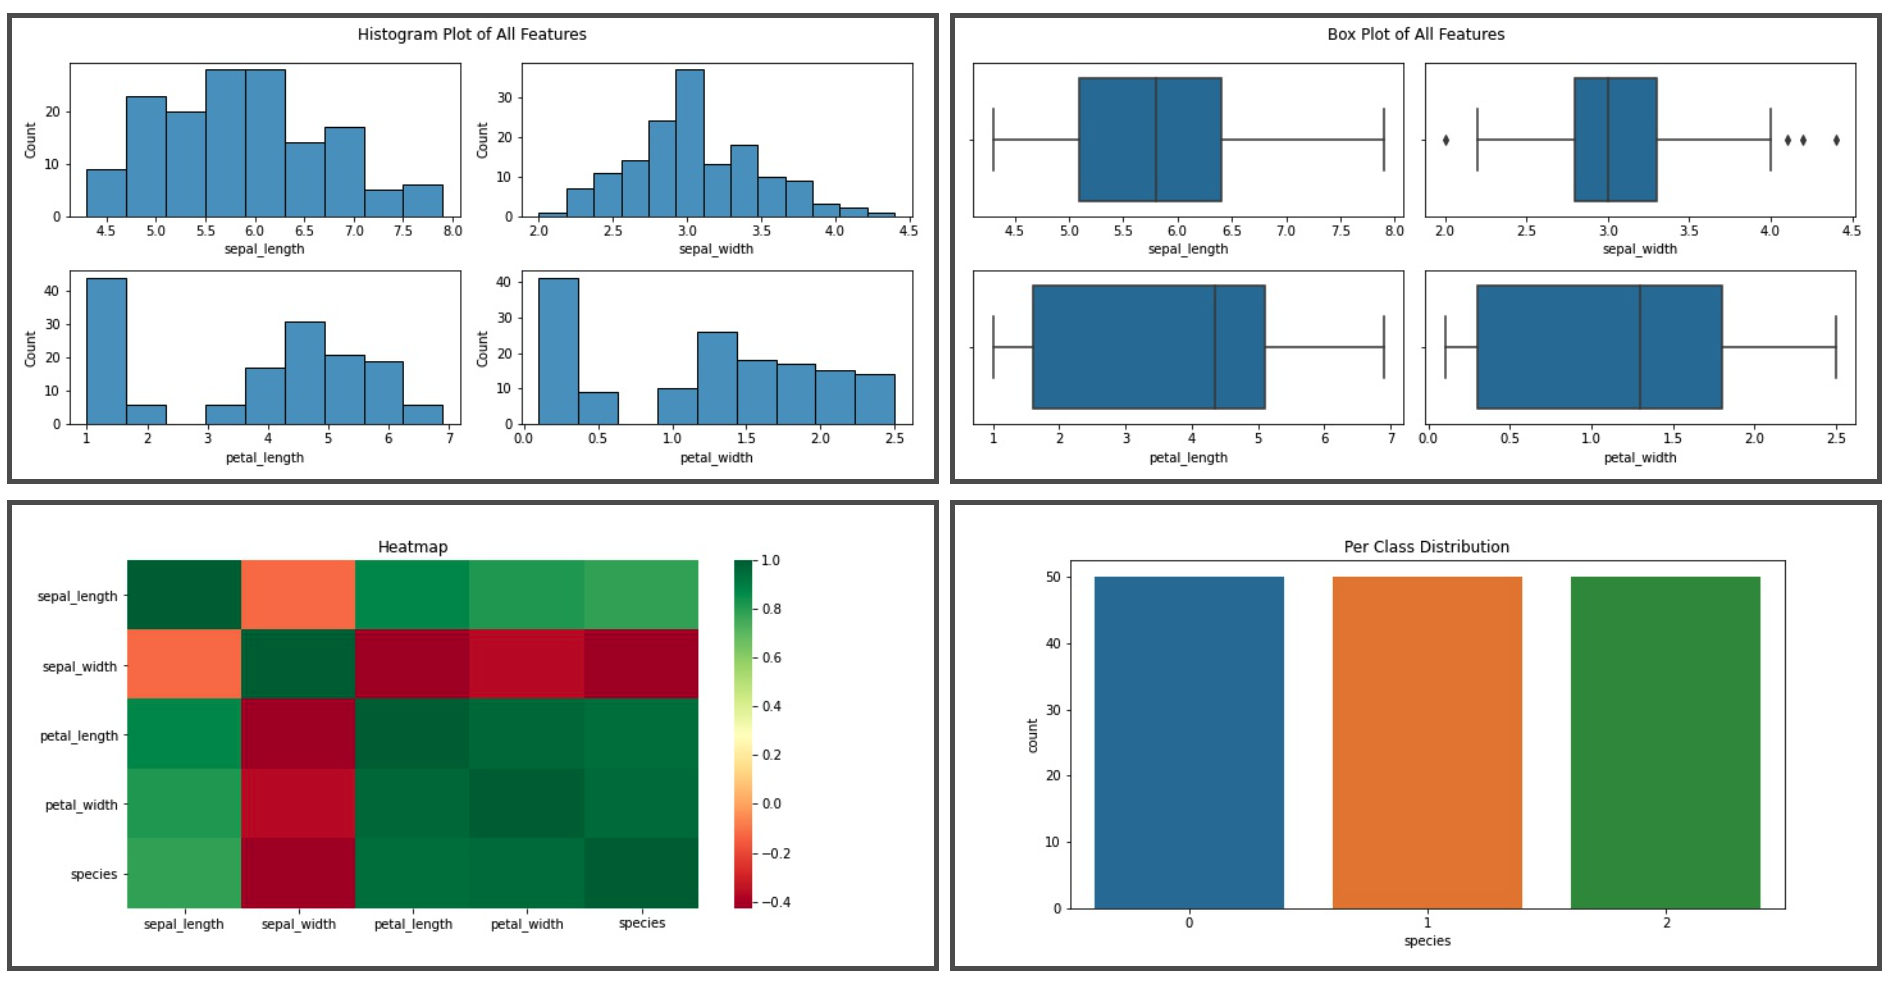 Histogram Plot of All Features
Count
0
10
20
4.5 5.0 5.5 6.0 6.5 7.0 7.5 8.0
sepal_length
Count
0
10
20
30
2.0 2.5 3.0 3.5 4.0 4.5
sepal_width
Count
0
10
20
30
40
1 2 3 4 5 6 7
petal_length
Count
0
10
20
30
40
0.0 0.5 1.0 1.5 2.0 2.5
petal_width
Box Plot of All Features
4.5 5.0 5.5 6.0 6.5 7.0 7.5 8.0
sepal_length
2.0 2.5 3.0 3.5 4.0 4.5
sepal_width
1 2 3 4 5 6 7
petal_length
0.0 0.5 1.0 1.5 2.0 2.5
petal_width
Heatmap
sepal_length
sepal_width
petal_length
petal_width
species
sepal_length sepal_width petal_length petal_width species
1.0
0.8
0.6
0.4
0.2
0.0
−0.2
−0.4
Per Class Distribution
count
50
40
30
20
10
0
0 1 2
species